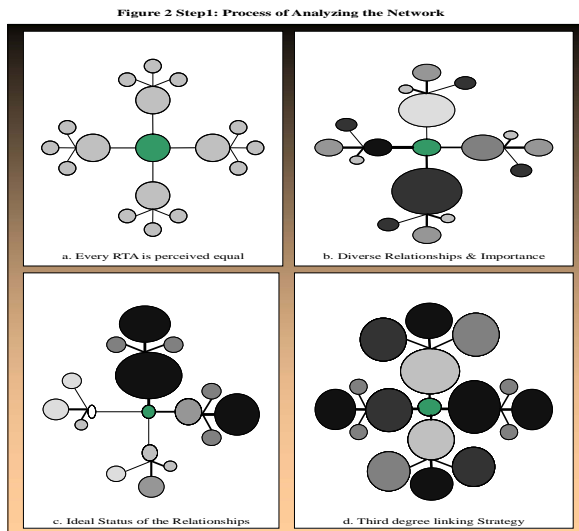 Figure 2 Step1: Process of Analyzing the Network
a. Every RTA is perceived equal
b. Diverse Relationships & Importance
c. Ideal Status of the Relationships
d. Third degree linking Strategy